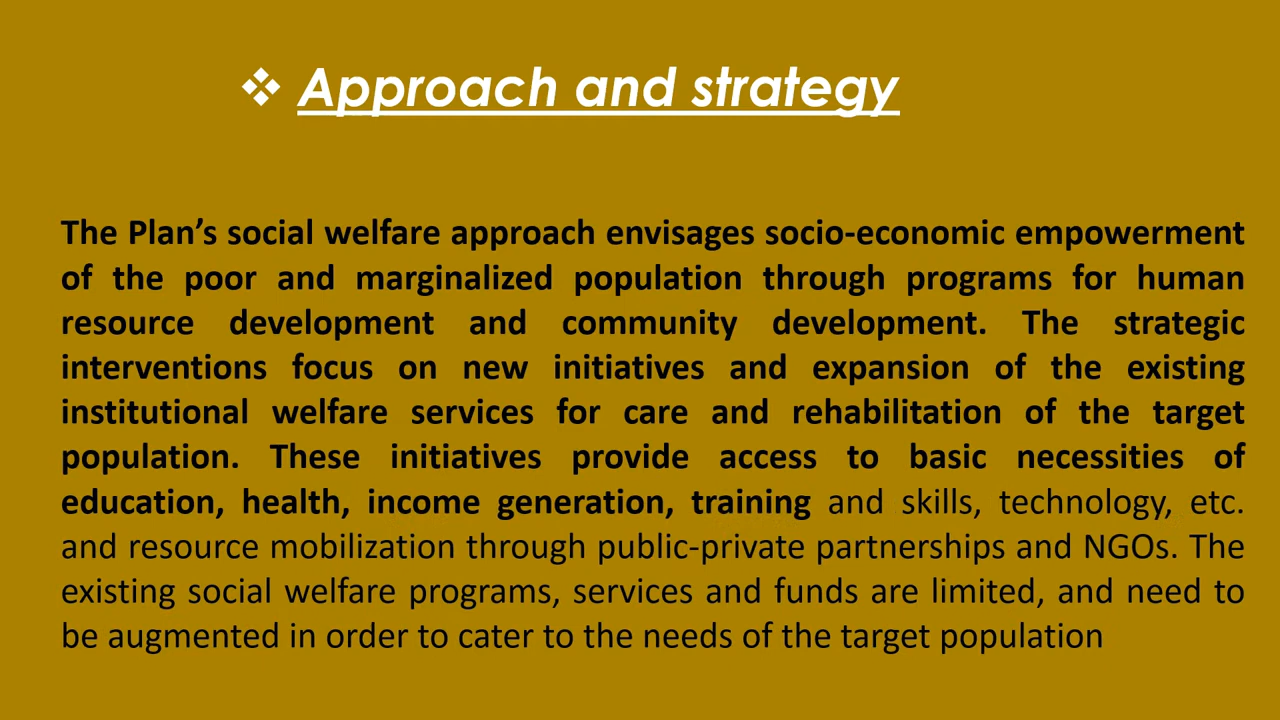 ❖ Approach and strategy
The Plan’s social welfare approach envisages socio-economic empowerment
of the poor and marginalized population through programs for human
resource development and community development. The strategic
interventions focus on new initiatives and expansion of the existing
institutional welfare services for care and rehabilitation of the target
population. These initiatives provide access to basic necessities of
education, health, income generation, training and skills, technology, etc.
and resource mobilization through public-private partnerships and NGOs. The
existing social welfare programs, services and funds are limited, and need to
be augmented in order to cater to the needs of the target population